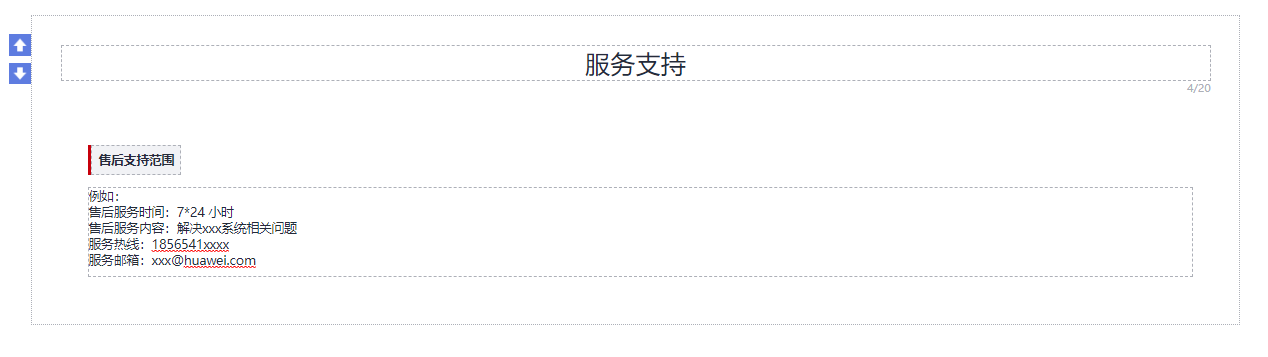 服务支持
4/20
售后支持范围
例如：
售后服务时间：7*24 小时
售后服务内容：解决xxx系统相关问题
服务热线：1856541xxxx
服务邮箱：xxx@huawei.com